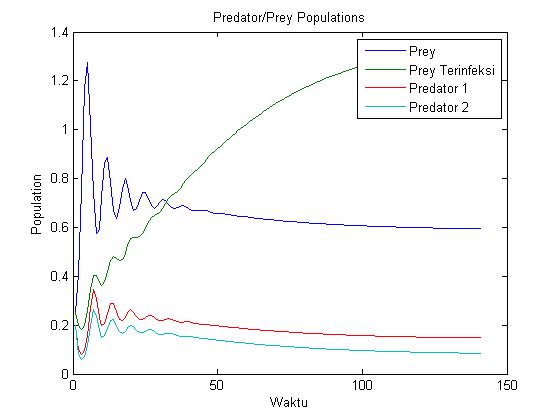 Predator/Prey Populations
1.4
1.2
1
0.8
0.6
0.4
0.2
0
Population
Prey
Prey Terinfeksi
Predator 1
Predator 2
0
50
100
150
Waktu